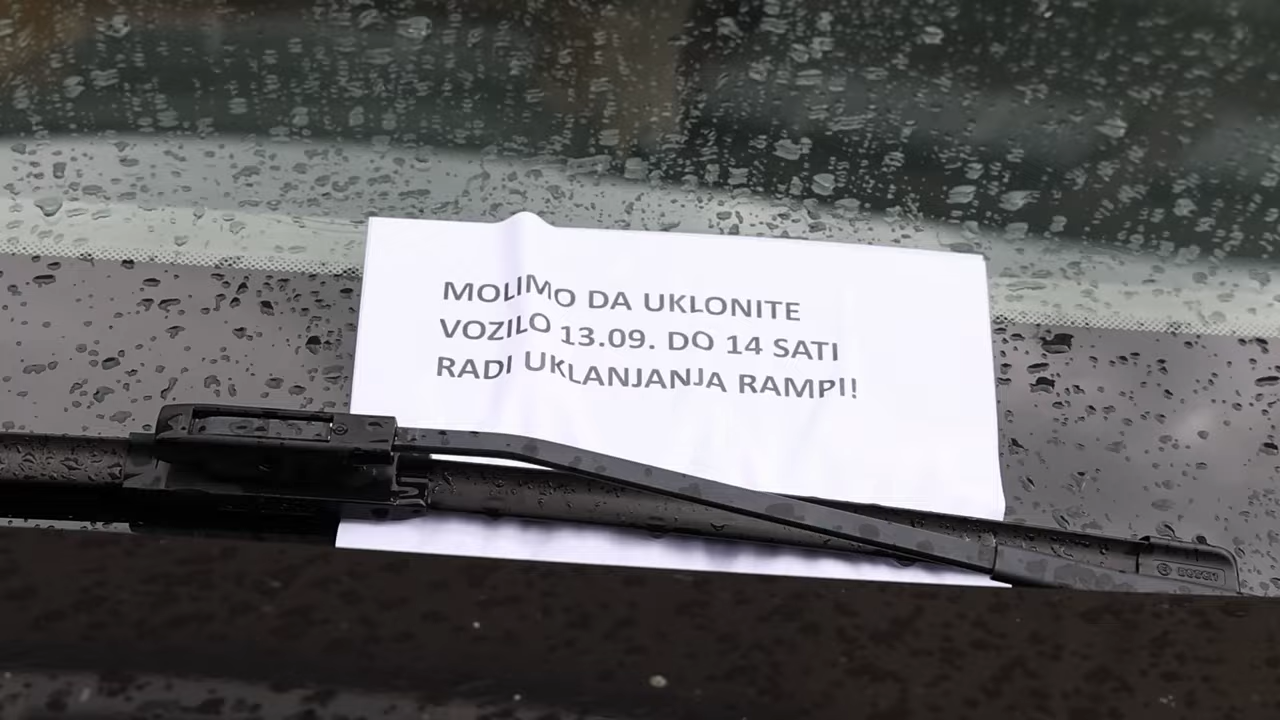 MOLIMO DA UKLONITE
VOZILO 13.09. DO 14 SATI
RADI UKLANJANJA RAMPI!
BOSCH